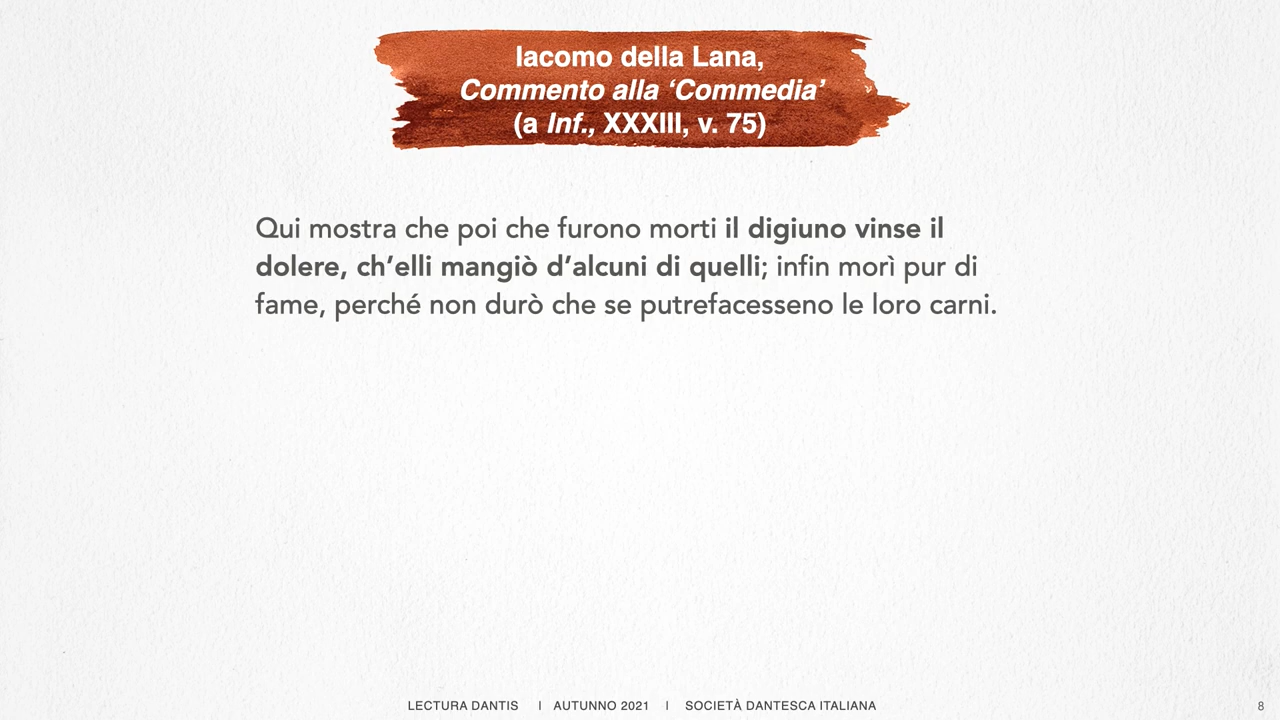 Iacomo della Lana,
Commento alla ‘Commedia’
(a Inf., XXXIII, v. 75)
Qui mostra che poi che furono morti il digiuno vinse il
dolere, ch’elli mangiò d’alcuni di quelli; infin morì pur di
fame, perché non durò che se putrefacesseno le loro carni.
LECTURA DANTIS | AUTUNNO 2021 | SOCIETÀ DANTESCA ITALIANA
8